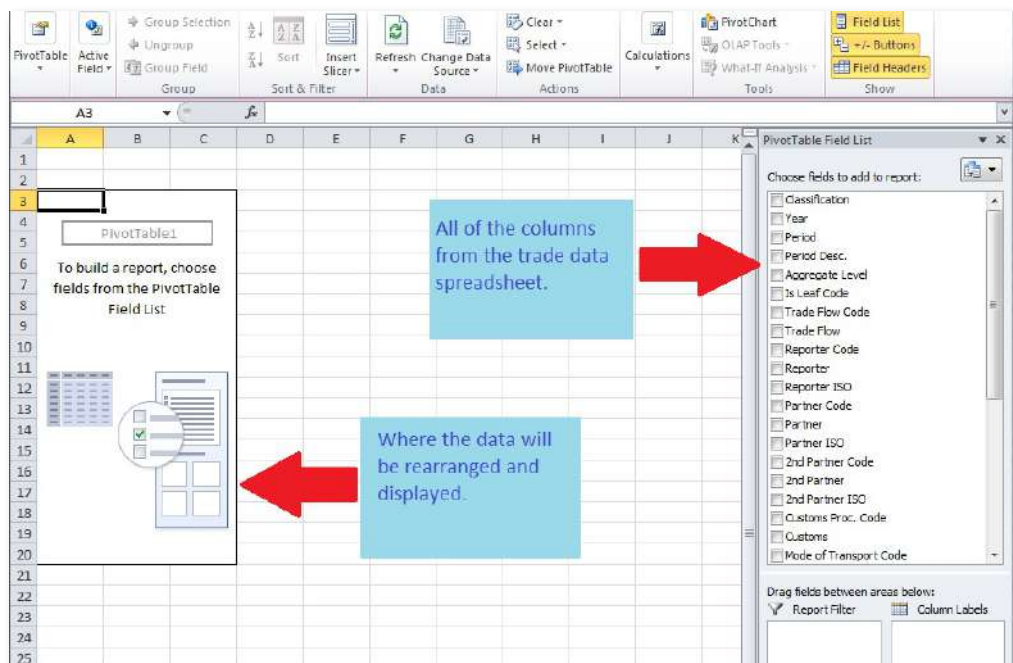 PivotTable
Active Field
Group Selection
Ungroup
Group Field
Group
Sort
Insert Slicer
Sort & Filter
Refresh
Change Data Source
Data
Clear
Select
Move PivotTable
Actions
Calculations
PivotChart
OLAP Tools
What-If Analysis
Tools
Field List
+/- Buttons
Field Headers
Show
A3
fx
A B C D E F G H I J K
PivotTable Field List
Choose fields to add to report:
Classification
Year
Period
Period Desc.
Aggregate Level
Is Leaf Code
Trade Flow Code
Trade Flow
Reporter Code
Reporter
Reporter ISO
Partner Code
Partner
Partner ISO
2nd Partner Code
2nd Partner
2nd Partner ISO
Customs Proc. Code
Customs
Mode of Transport Code
Drag fields between areas below:
Report Filter
Column Labels
1
2
3
4
5
6
7
8
9
10
11
12
13
14
15
16
17
18
19
20
21
22
23
24
25
PivotTable1
To build a report, choose
fields from the PivotTable
Field List
All of the columns
from the trade data
spreadsheet.
Where the data will
be rearranged and
displayed.